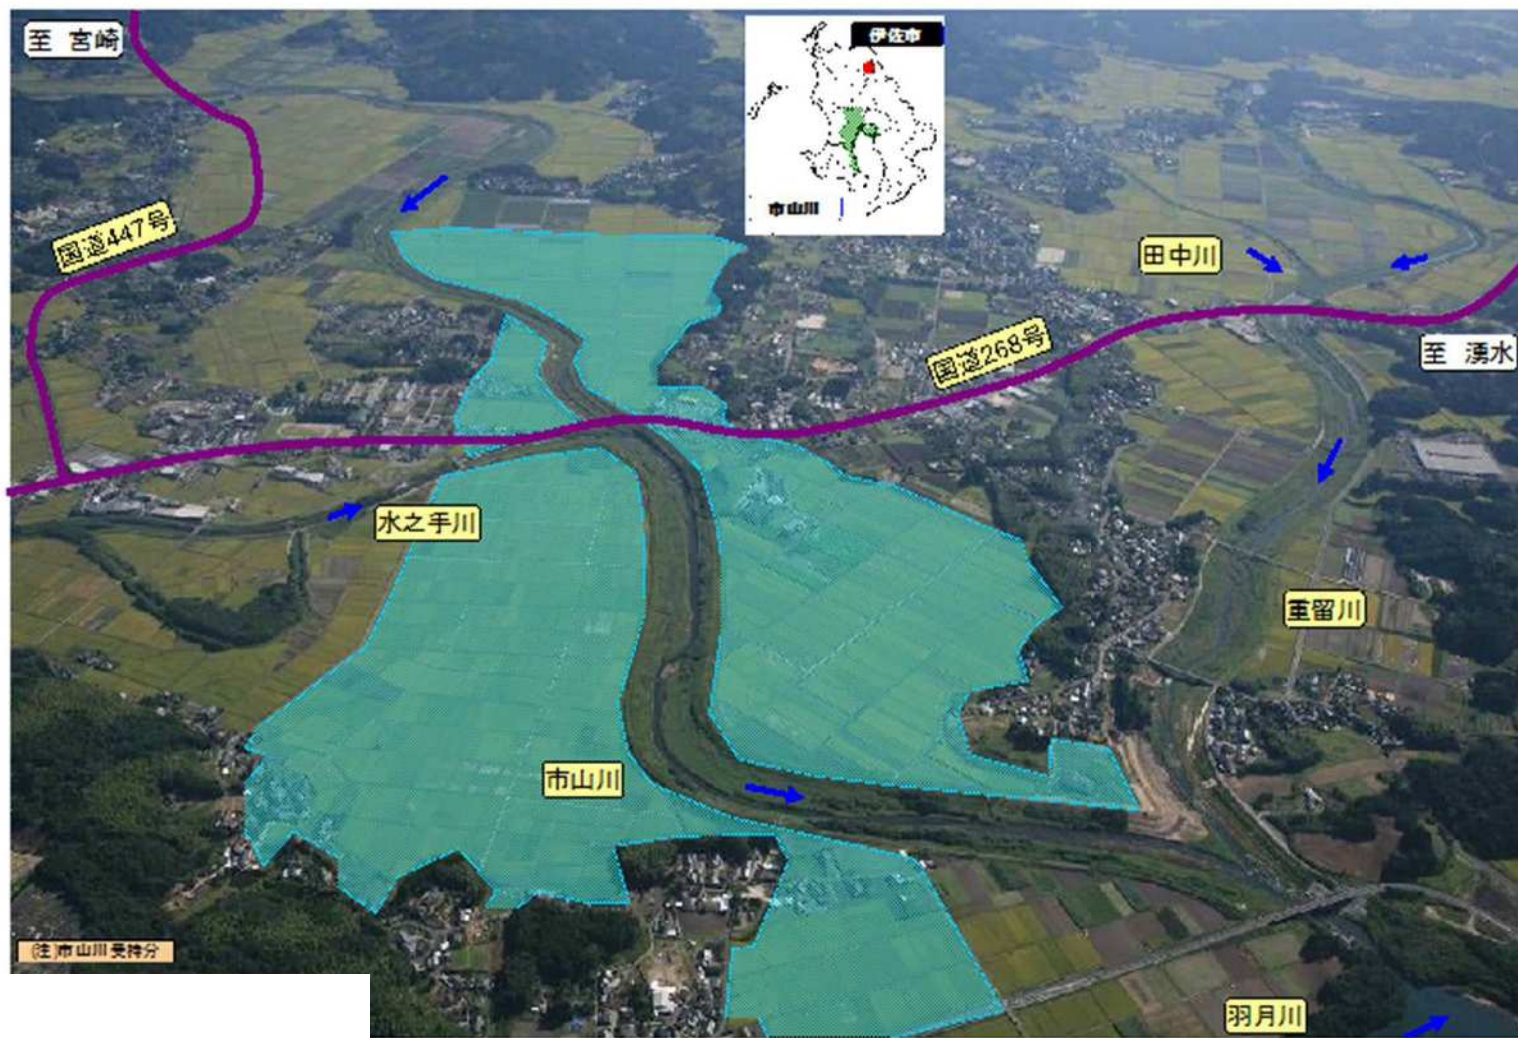 至 宮崎
伊佐市
市山川
国道447号
田中川
国道268号
至 湧水
水之手川
重留川
市山川
(注)市山川受持分
羽月川